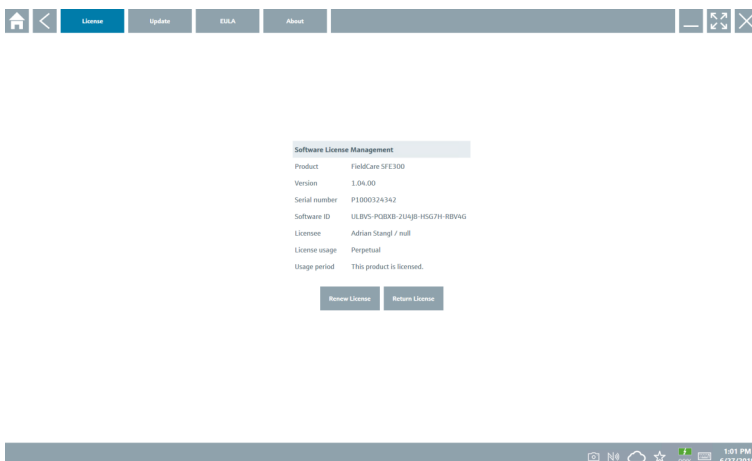 License Update EULA About
Software License Management
Product FieldCare SFE300
Version 1.04.00
Serial number P1000324342
Software ID ULBVS-PQBXB-2U4J8-HSG7H-RBV4G
Licensee Adrian Stangl / null
License usage Perpetual
Usage period This product is licensed.
Renew License Return License
1:01 PM